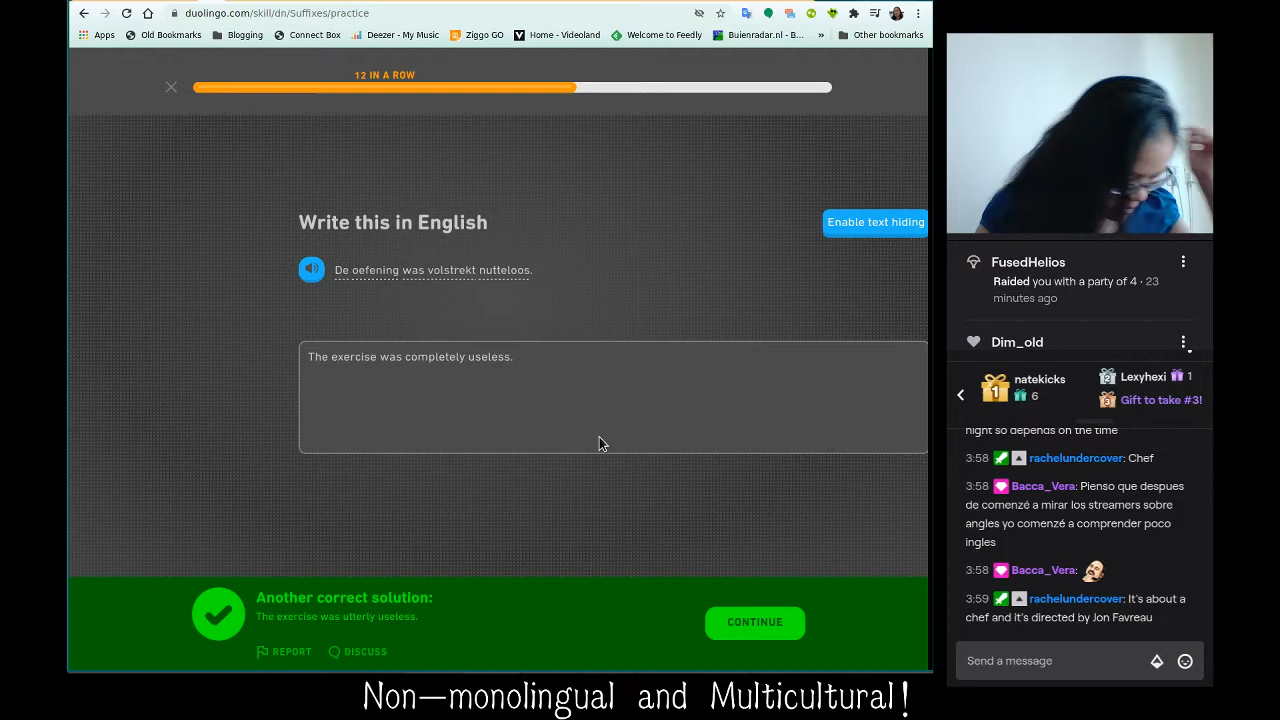 duolingo.com/skill/dn/Suffixes/practice
Apps Old Bookmarks Blogging Connect Box Deezer - My Music Ziggo GO Home - Videoland Welcome to Feedly Buienradar.nl - B... » Other bookmarks
12 IN A ROW
Write this in English
Enable text hiding
De oefening was volstrekt nutteloos.
The exercise was completely useless.
Another correct solution:
The exercise was utterly useless.
CONTINUE
REPORT DISCUSS
FusedHelios
Raided you with a party of 4 · 23
minutes ago
Dim_old
1 natekicks
6
2 Lexyhexi 1
3 Gift to take #3!
night so depends on the time
3:58 rachelundercover: Chef
3:58 Bacca_Vera: Pienso que despues
de comenzé a mirar los streamers sobre
angles yo comenzé a comprender poco
ingles
3:58 Bacca_Vera:
3:59 rachelundercover: It's about a
chef and it's directed by Jon Favreau
Send a message
Non-monolingual and Multicultural!